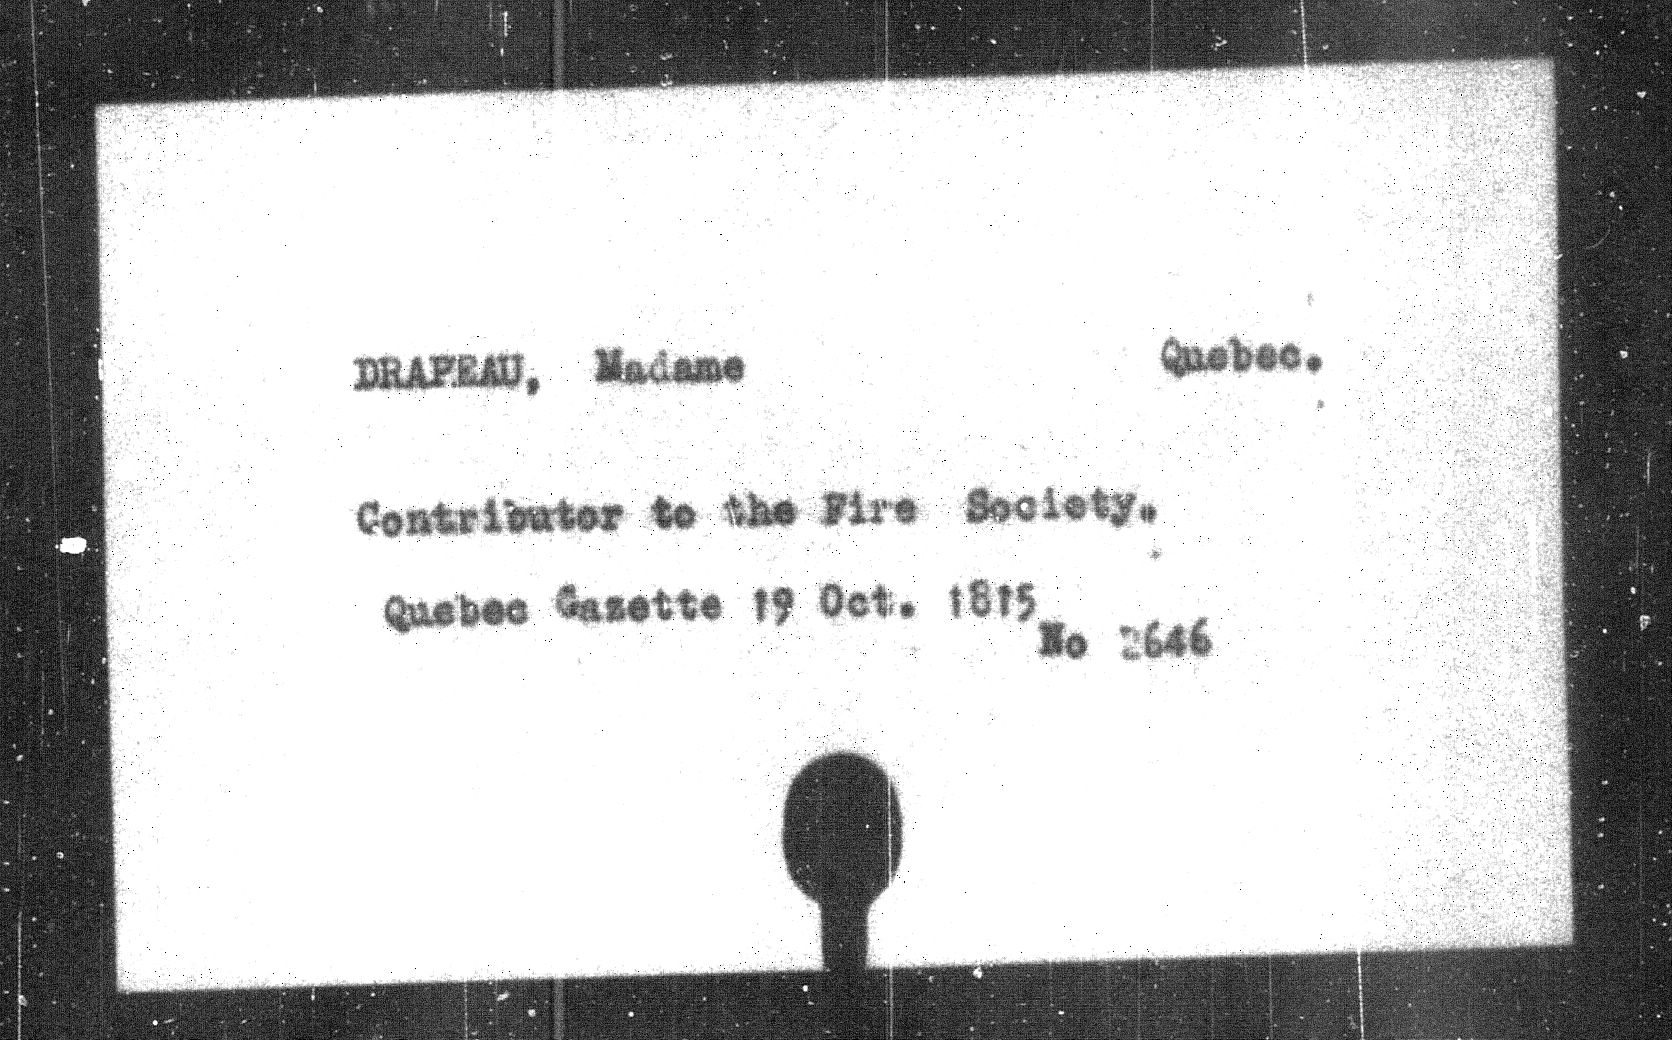 DRAPEAU, Madame Quebec.
Contributor to the Fire Society.
Quebec Gazette 19 Oct. 1815
No 2646